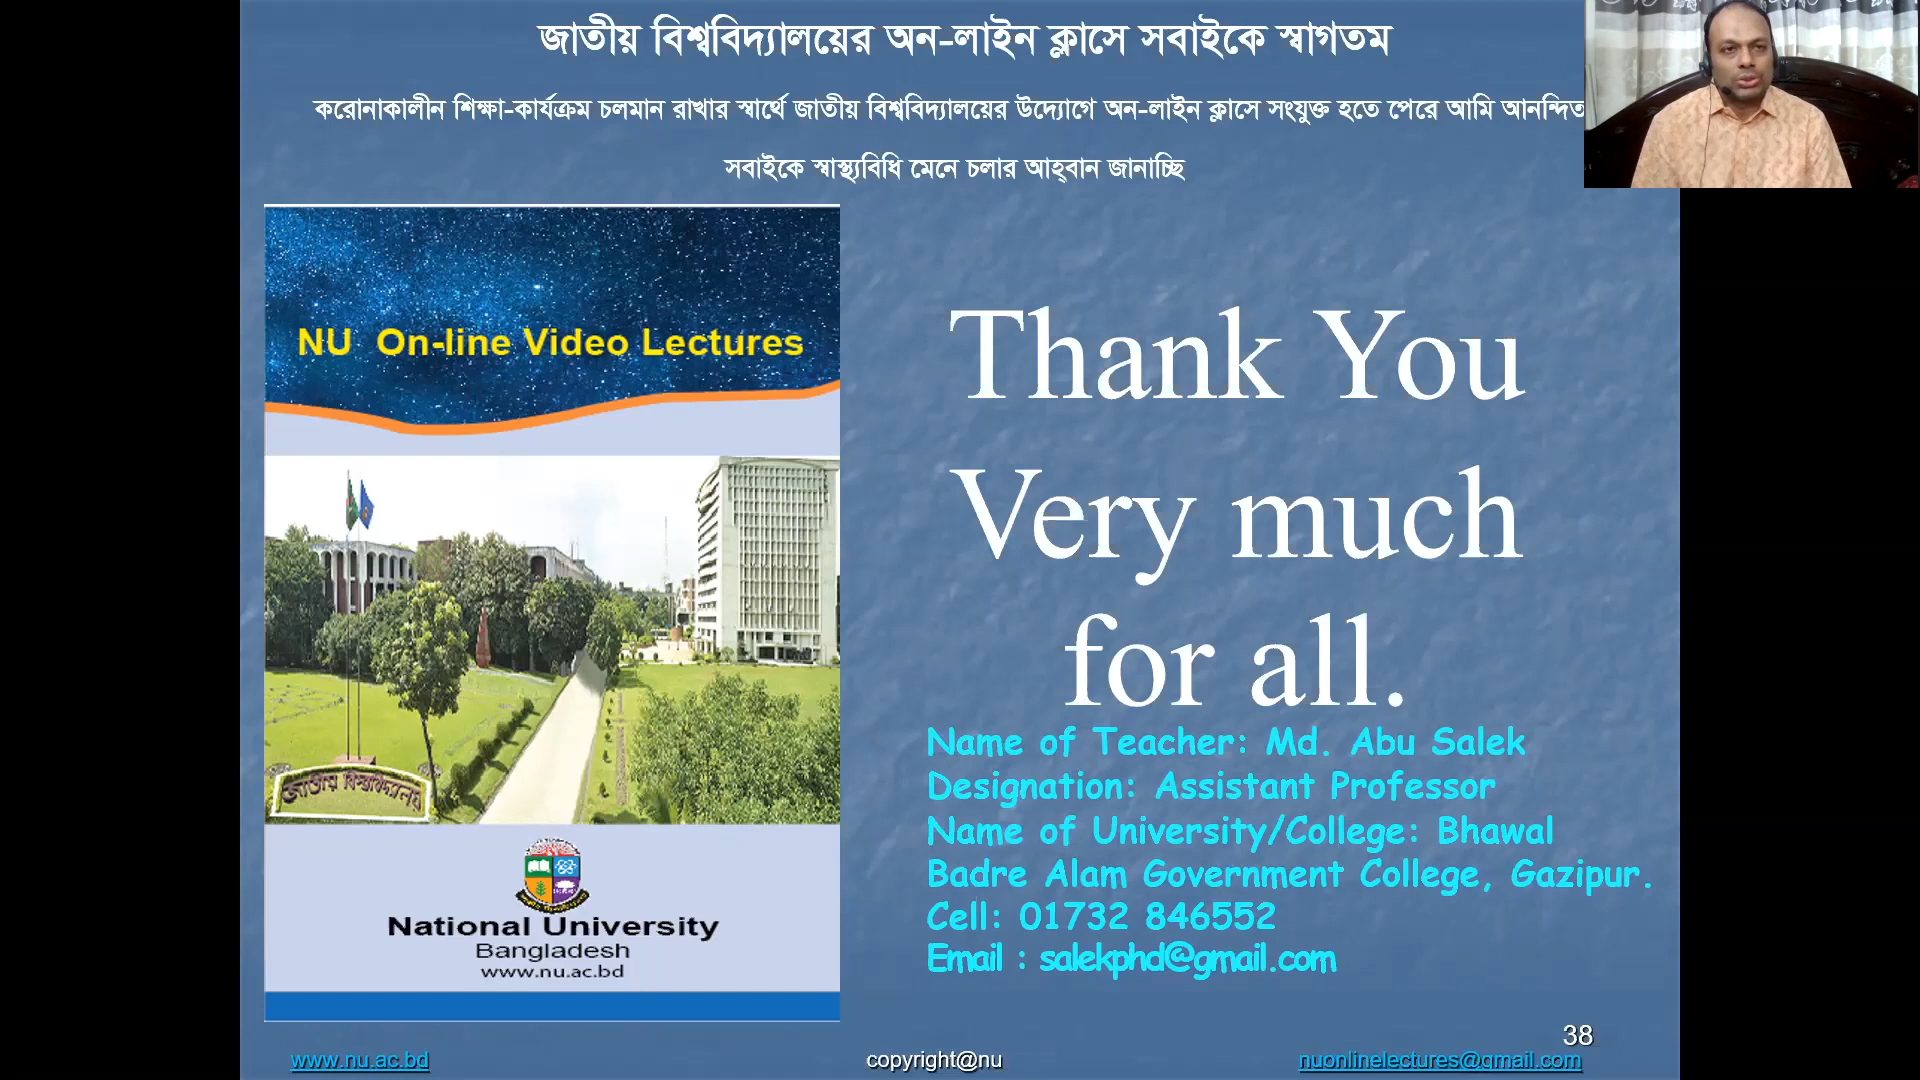 জাতীয় বিশ্ববিদ্যালয়ের অন-লাইন ক্লাসে সবাইকে স্বাগতম
করোনাকালীন শিক্ষা-কার্যক্রম চলমান রাখার স্বার্থে জাতীয় বিশ্ববিদ্যালয়ের উদ্যোগে অন-লাইন ক্লাসে সংযুক্ত হতে পেরে আমি আনন্দিত
সবাইকে স্বাস্থ্যবিধি মেনে চলার আহ্বান জানাচ্ছি
NU On-line Video Lectures
জাতীয় বিশ্ববিদ্যালয়
National University
Bangladesh
www.nu.ac.bd
Thank You
Very much
for all.
Name of Teacher: Md. Abu Salek
Designation: Assistant Professor
Name of University/College: Bhawal
Badre Alam Government College, Gazipur.
Cell: 01732 846552
Email : salekphd@gmail.com
38
www.nu.ac.bd
copyright@nu
nuonlinelectures@gmail.com